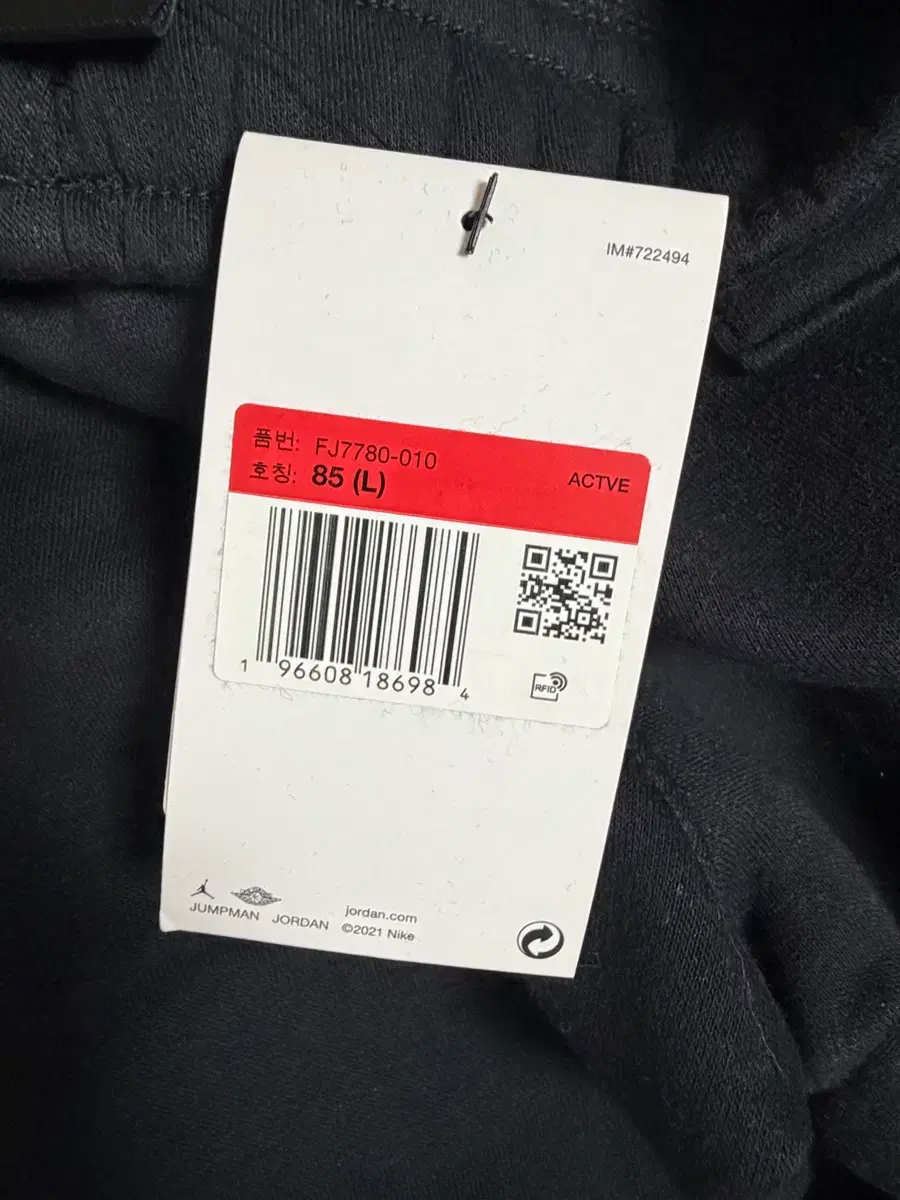 IM#722494
품번: FJ7780-010
호칭: 85 (L)
ACTVE
1 96608 18698 4
RFID
JUMPMAN JORDAN
jordan.com
©2021 Nike